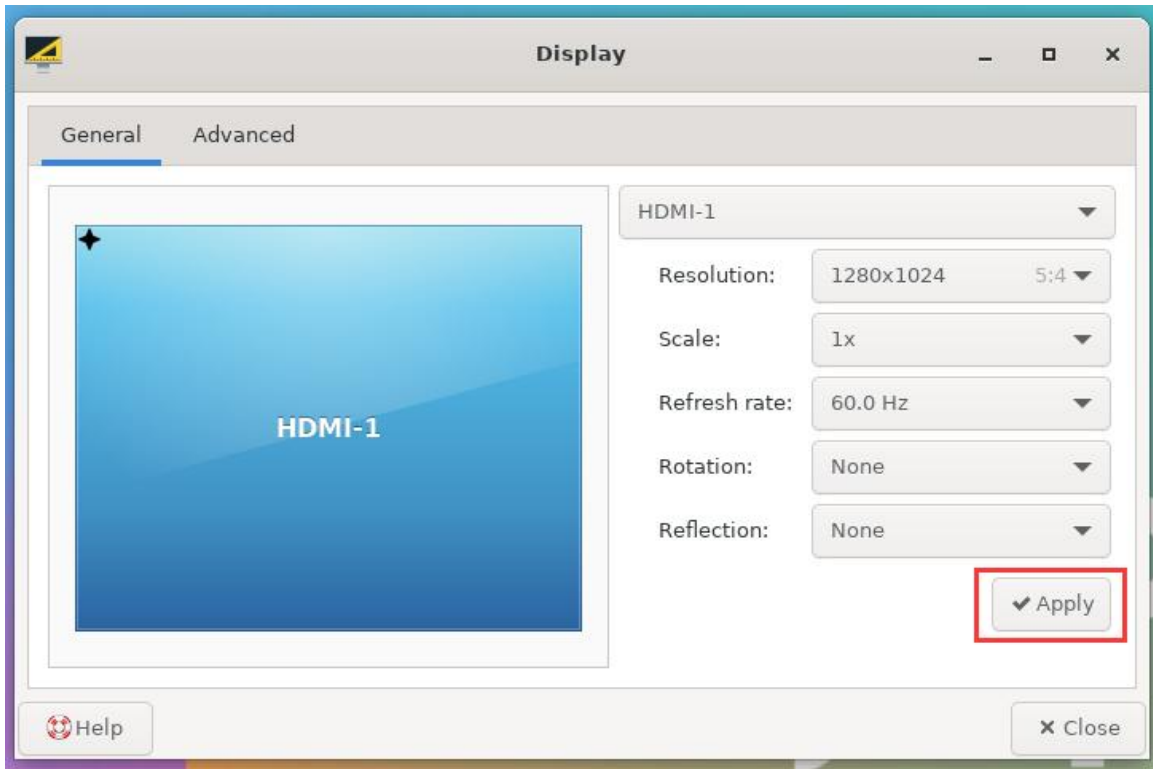 Display
General Advanced
HDMI-1
HDMI-1
Resolution: 1280x1024 5:4
Scale: 1x
Refresh rate: 60.0 Hz
Rotation: None
Reflection: None
Apply
Help
Close